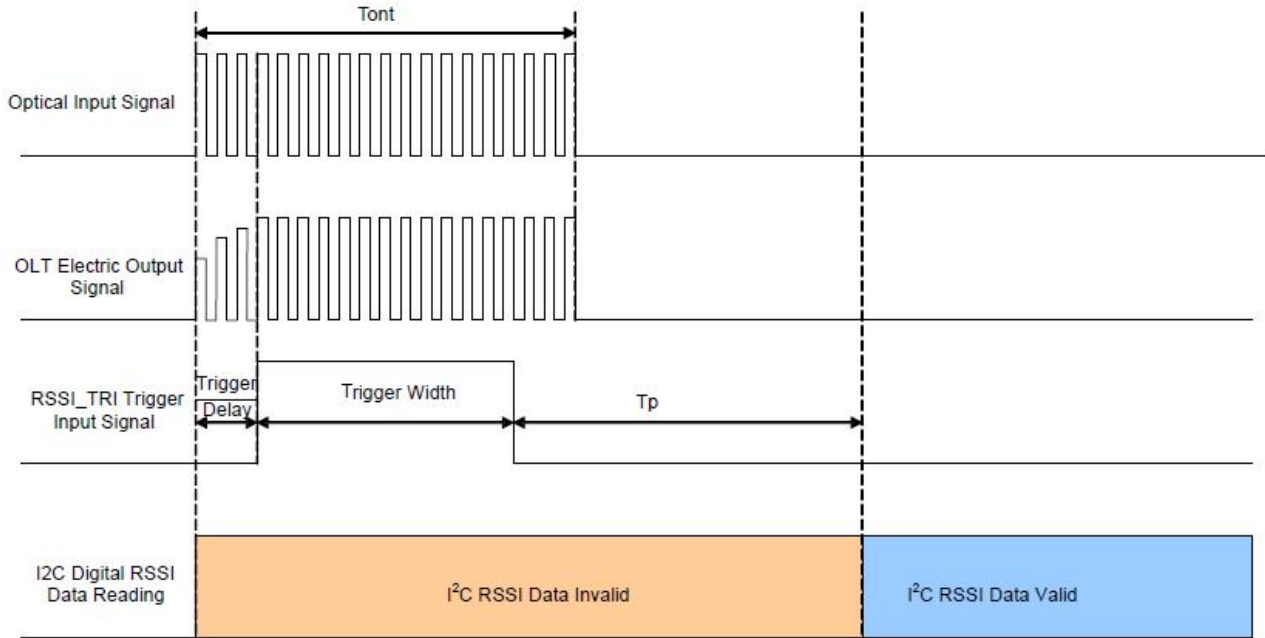 Tont
Optical Input Signal
OLT Electric Output
Signal
RSSI_TRI Trigger
Input Signal
Trigger
Delay
Trigger Width
Tp
I2C Digital RSSI
Data Reading
I²C RSSI Data Invalid
I²C RSSI Data Valid